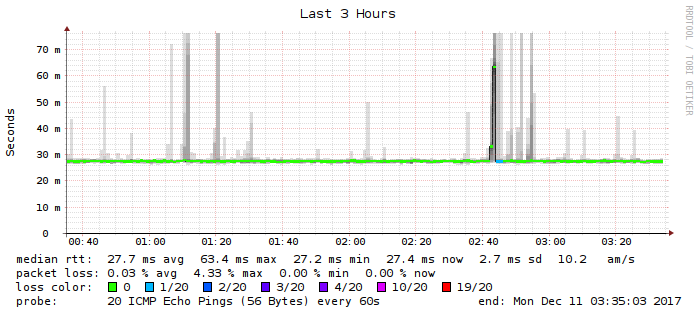 Last 3 Hours
RRDTOOL / TOBI OETIKER
Seconds
70 m
60 m
50 m
40 m
30 m
20 m
10 m
0
00:40 01:00 01:20 01:40 02:00 02:20 02:40 03:00 03:20
median rtt: 27.7 ms avg 63.4 ms max 27.2 ms min 27.4 ms now 2.7 ms sd 10.2 am/s
packet loss: 0.03 % avg 4.33 % max 0.00 % min 0.00 % now
loss color: 0 1/20 2/20 3/20 4/20 10/20 19/20
probe: 20 ICMP Echo Pings (56 Bytes) every 60s end: Mon Dec 11 03:35:03 2017